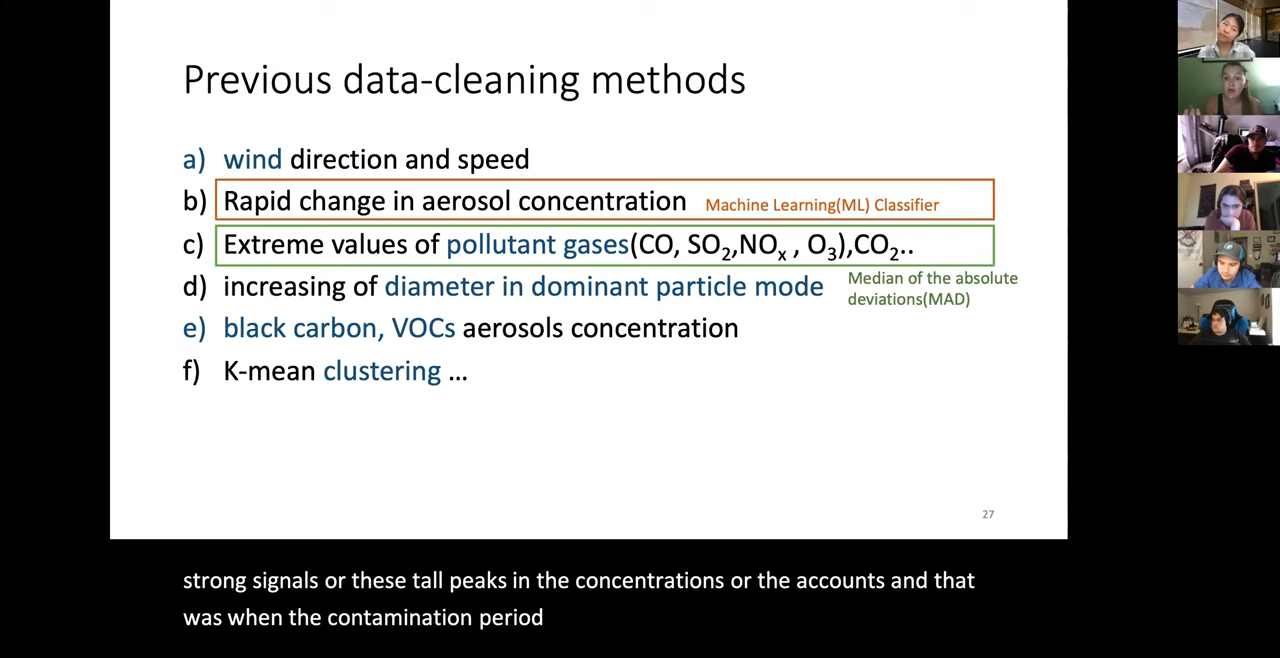 Previous data-cleaning methods
a) wind direction and speed
b) Rapid change in aerosol concentration Machine Learning(ML) Classifier
c) Extreme values of pollutant gases(CO, SO₂,NOₓ , O₃),CO₂..
d) increasing of diameter in dominant particle mode
Median of the absolute
deviations(MAD)
e) black carbon, VOCs aerosols concentration
f) K-mean clustering ...
27
strong signals or these tall peaks in the concentrations or the accounts and that
was when the contamination period